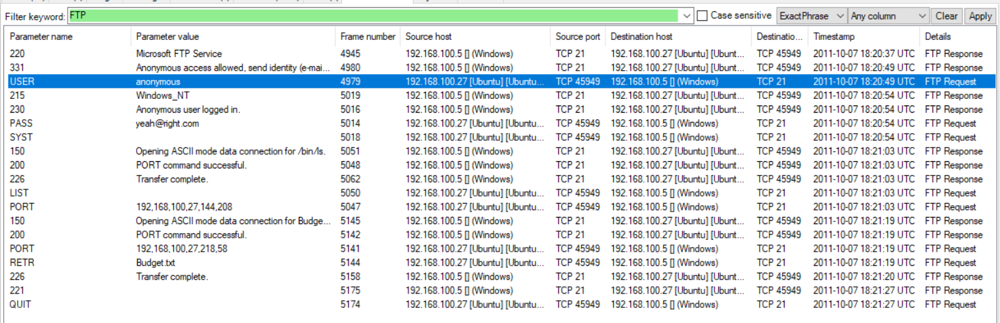 Filter keyword: FTP Case sensitive ExactPhrase Any column Clear Apply
Parameter name Parameter value Frame number Source host Source port Destination host Destinatio... Timestamp Details
220 Microsoft FTP Service 4945 192.168.100.5 [] (Windows) TCP 21 192.168.100.27 [Ubuntu] [Ubunt... TCP 45949 2011-10-07 18:20:37 UTC FTP Response
331 Anonymous access allowed, send identity (e-mai... 4980 192.168.100.5 [] (Windows) TCP 21 192.168.100.27 [Ubuntu] [Ubunt... TCP 45949 2011-10-07 18:20:49 UTC FTP Response
USER anonymous 4979 192.168.100.27 [Ubuntu] [Ubuntu... TCP 45949 192.168.100.5 [] (Windows) TCP 21 2011-10-07 18:20:49 UTC FTP Request
215 Windows_NT 5019 192.168.100.5 [] (Windows) TCP 21 192.168.100.27 [Ubuntu] [Ubunt... TCP 45949 2011-10-07 18:20:54 UTC FTP Response
230 Anonymous user logged in. 5016 192.168.100.5 [] (Windows) TCP 21 192.168.100.27 [Ubuntu] [Ubunt... TCP 45949 2011-10-07 18:20:54 UTC FTP Response
PASS yeah@right.com 5014 192.168.100.27 [Ubuntu] [Ubuntu... TCP 45949 192.168.100.5 [] (Windows) TCP 21 2011-10-07 18:20:54 UTC FTP Request
SYST 5018 192.168.100.27 [Ubuntu] [Ubuntu... TCP 45949 192.168.100.5 [] (Windows) TCP 21 2011-10-07 18:20:54 UTC FTP Request
150 Opening ASCII mode data connection for /bin/ls. 5051 192.168.100.5 [] (Windows) TCP 21 192.168.100.27 [Ubuntu] [Ubunt... TCP 45949 2011-10-07 18:21:03 UTC FTP Response
200 PORT command successful. 5048 192.168.100.5 [] (Windows) TCP 21 192.168.100.27 [Ubuntu] [Ubunt... TCP 45949 2011-10-07 18:21:03 UTC FTP Response
226 Transfer complete. 5062 192.168.100.5 [] (Windows) TCP 21 192.168.100.27 [Ubuntu] [Ubunt... TCP 45949 2011-10-07 18:21:03 UTC FTP Response
LIST 5050 192.168.100.27 [Ubuntu] [Ubuntu... TCP 45949 192.168.100.5 [] (Windows) TCP 21 2011-10-07 18:21:03 UTC FTP Request
PORT 192,168,100,27,144,208 5047 192.168.100.27 [Ubuntu] [Ubuntu... TCP 45949 192.168.100.5 [] (Windows) TCP 21 2011-10-07 18:21:03 UTC FTP Request
150 Opening ASCII mode data connection for Budge... 5145 192.168.100.5 [] (Windows) TCP 21 192.168.100.27 [Ubuntu] [Ubunt... TCP 45949 2011-10-07 18:21:19 UTC FTP Response
200 PORT command successful. 5142 192.168.100.5 [] (Windows) TCP 21 192.168.100.27 [Ubuntu] [Ubunt... TCP 45949 2011-10-07 18:21:19 UTC FTP Response
PORT 192,168,100,27,218,58 5141 192.168.100.27 [Ubuntu] [Ubuntu... TCP 45949 192.168.100.5 [] (Windows) TCP 21 2011-10-07 18:21:19 UTC FTP Request
RETR Budget.txt 5144 192.168.100.27 [Ubuntu] [Ubuntu... TCP 45949 192.168.100.5 [] (Windows) TCP 21 2011-10-07 18:21:19 UTC FTP Request
226 Transfer complete. 5158 192.168.100.5 [] (Windows) TCP 21 192.168.100.27 [Ubuntu] [Ubunt... TCP 45949 2011-10-07 18:21:20 UTC FTP Response
221 5175 192.168.100.5 [] (Windows) TCP 21 192.168.100.27 [Ubuntu] [Ubunt... TCP 45949 2011-10-07 18:21:27 UTC FTP Response
QUIT 5174 192.168.100.27 [Ubuntu] [Ubuntu... TCP 45949 192.168.100.5 [] (Windows) TCP 21 2011-10-07 18:21:27 UTC FTP Request